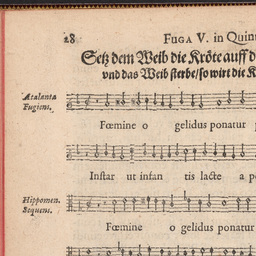 28 FUGA V. in Quin
Setz dem Weib die Kröte auff d
und das Weib sterbe/so wirt die K
Atalanta
Fugiens.
Fœmine o gelidus ponatur p
Instar ut infan tis lacte a p
Hippomen.
Sequens.
Fœmine o gelidus ponatur